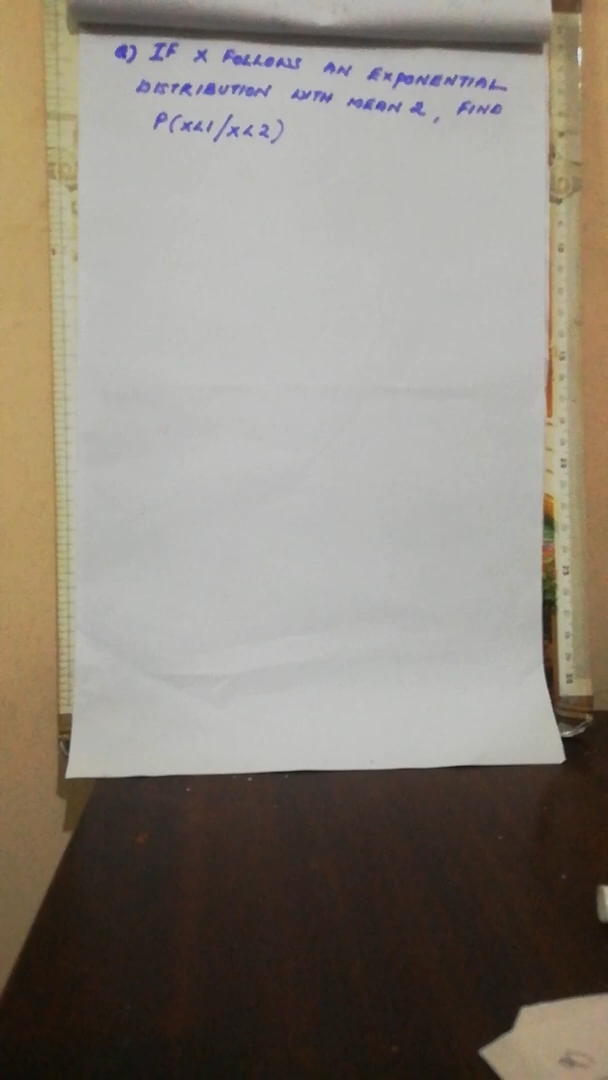 Q) IF X FOLLOWS AN EXPONENTIAL
DISTRIBUTION WITH MEAN 2, FIND
P(X<1/X<2)